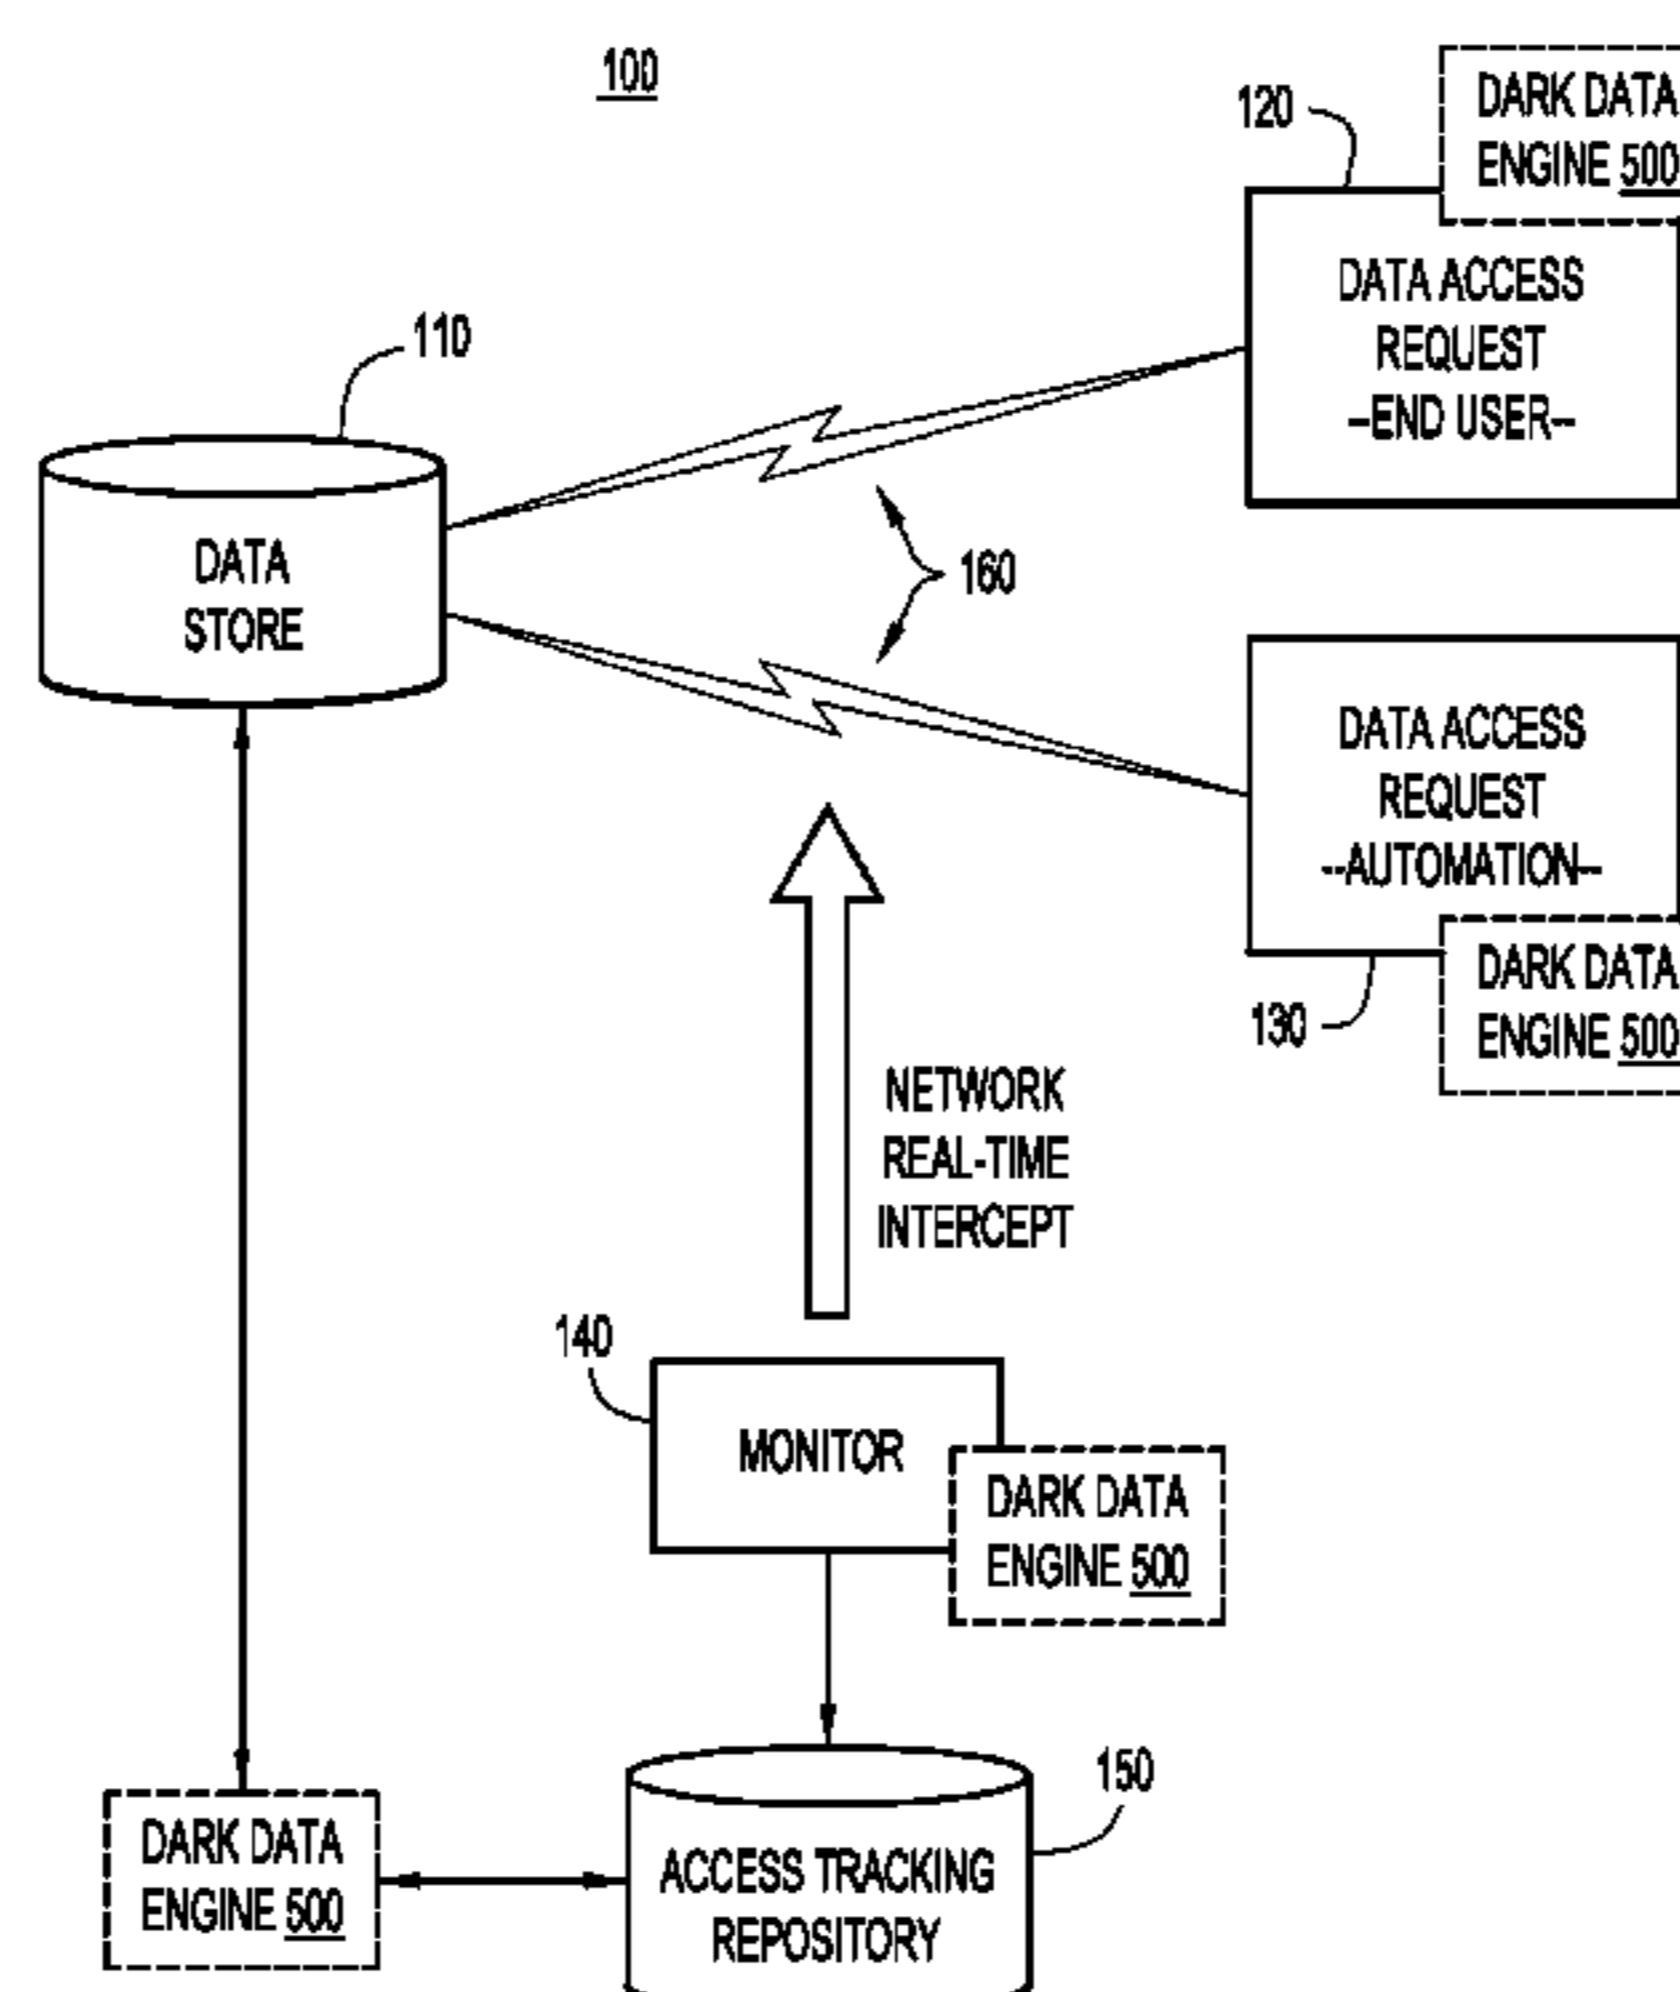 100
120
DARK DATA
ENGINE 500
DATA ACCESS
REQUEST
--END USER--
110
DATA
STORE
160
DATA ACCESS
REQUEST
--AUTOMATION--
DARK DATA
ENGINE 500
130
NETWORK
REAL-TIME
INTERCEPT
140
MONITOR
DARK DATA
ENGINE 500
150
DARK DATA
ENGINE 500
ACCESS TRACKING
REPOSITORY